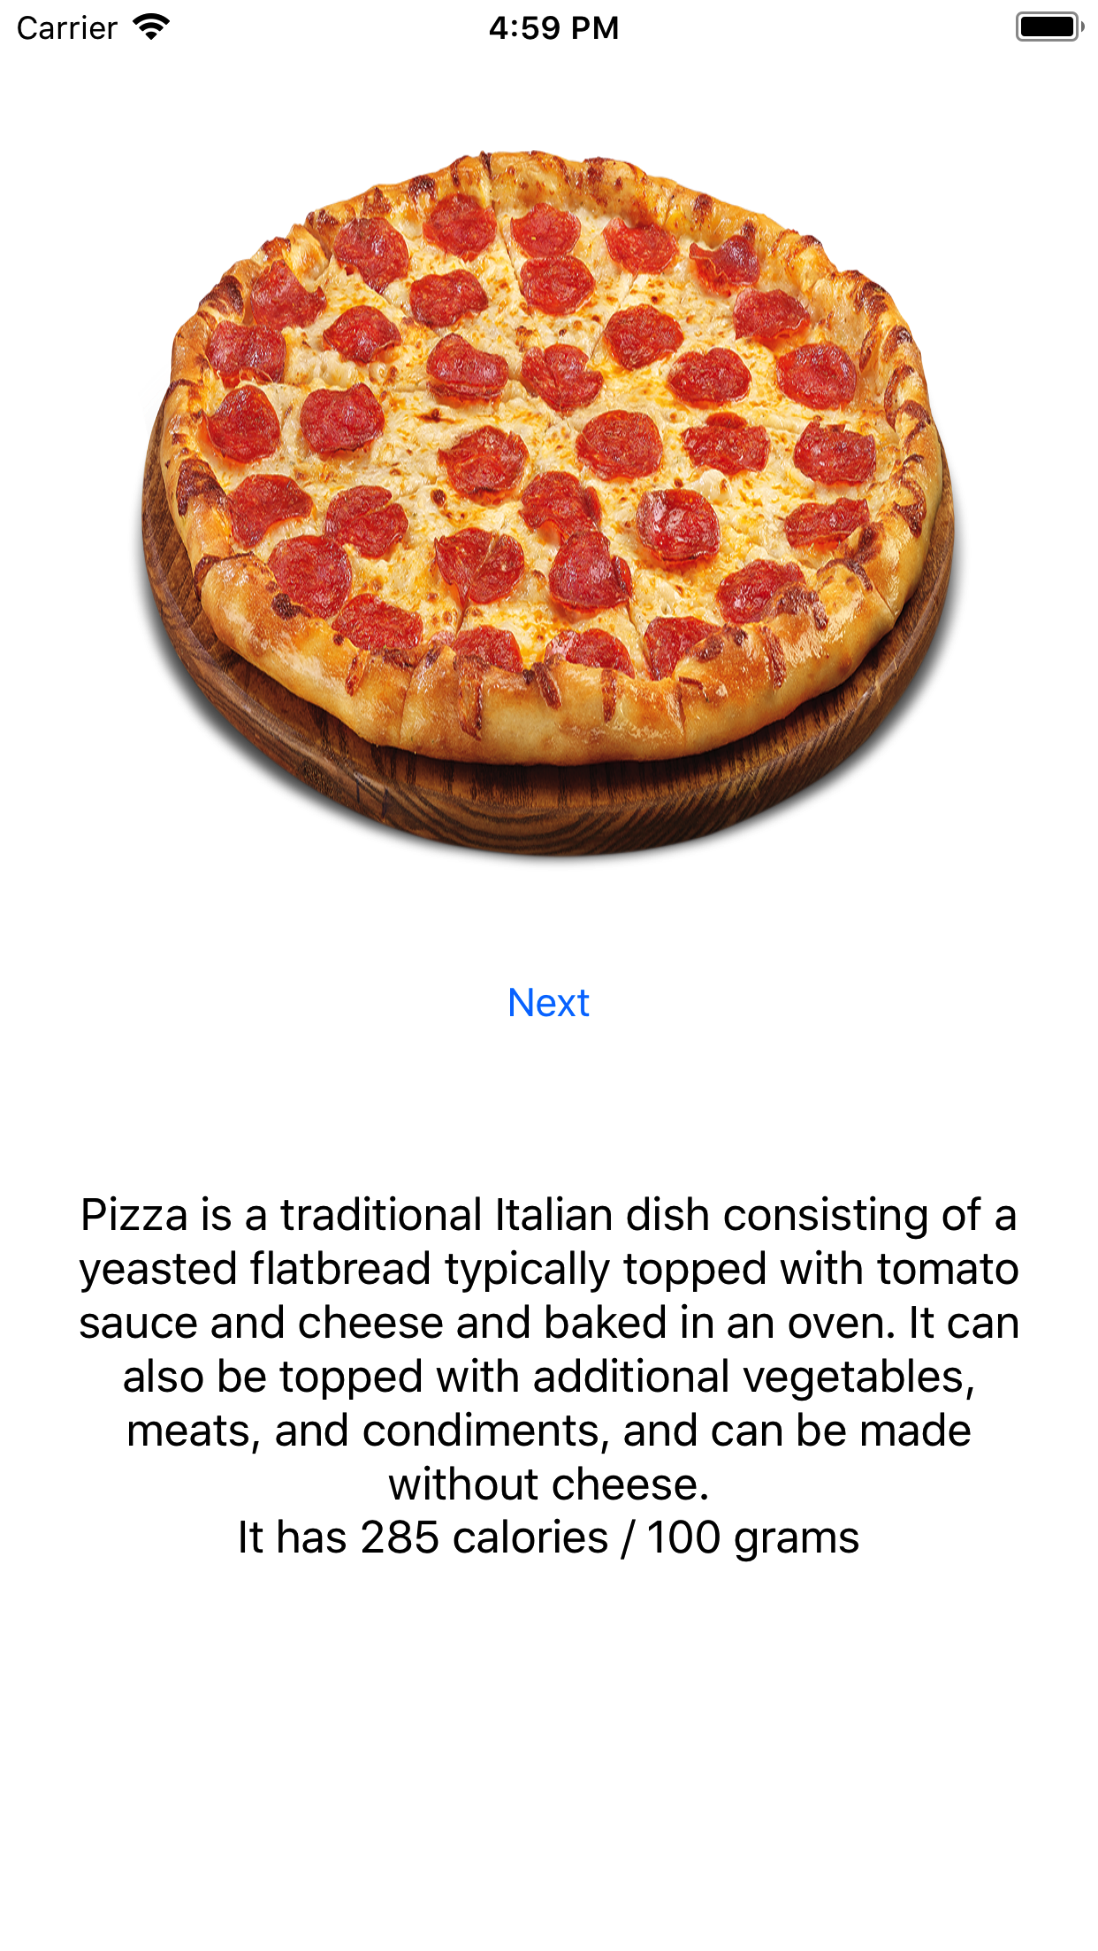 Carrier 4:59 PM
Next
Pizza is a traditional Italian dish consisting of a
yeasted flatbread typically topped with tomato
sauce and cheese and baked in an oven. It can
also be topped with additional vegetables,
meats, and condiments, and can be made
without cheese.
It has 285 calories / 100 grams